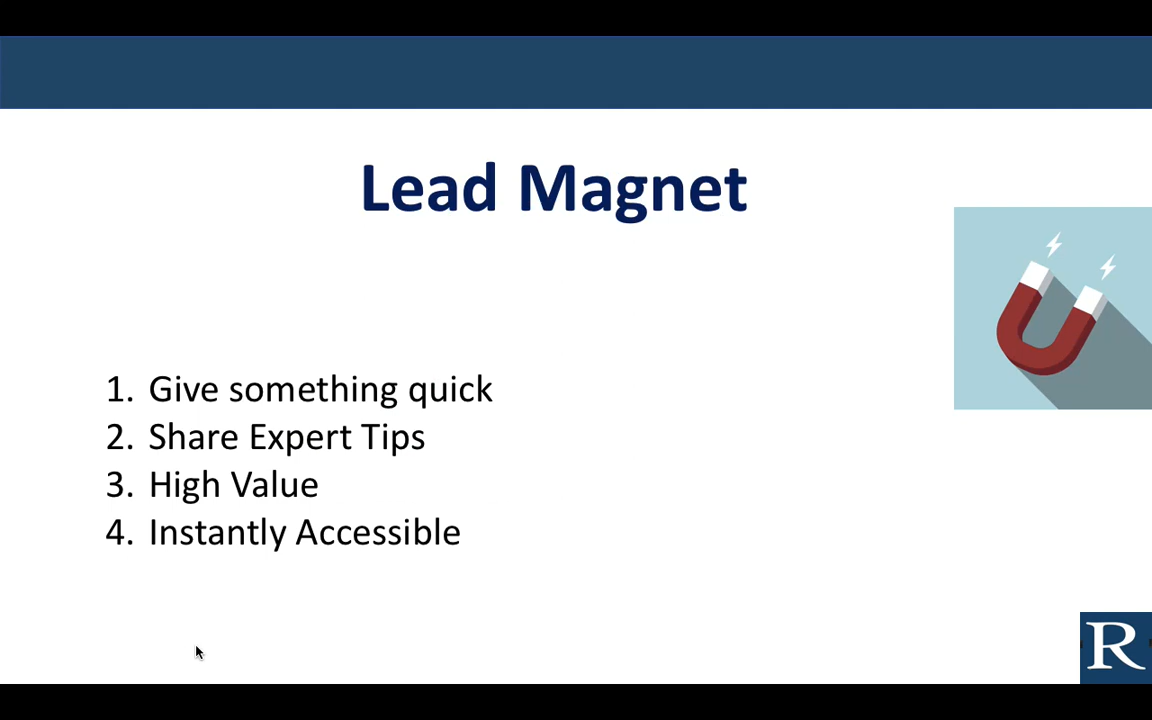 Lead Magnet
1. Give something quick
2. Share Expert Tips
3. High Value
4. Instantly Accessible
R